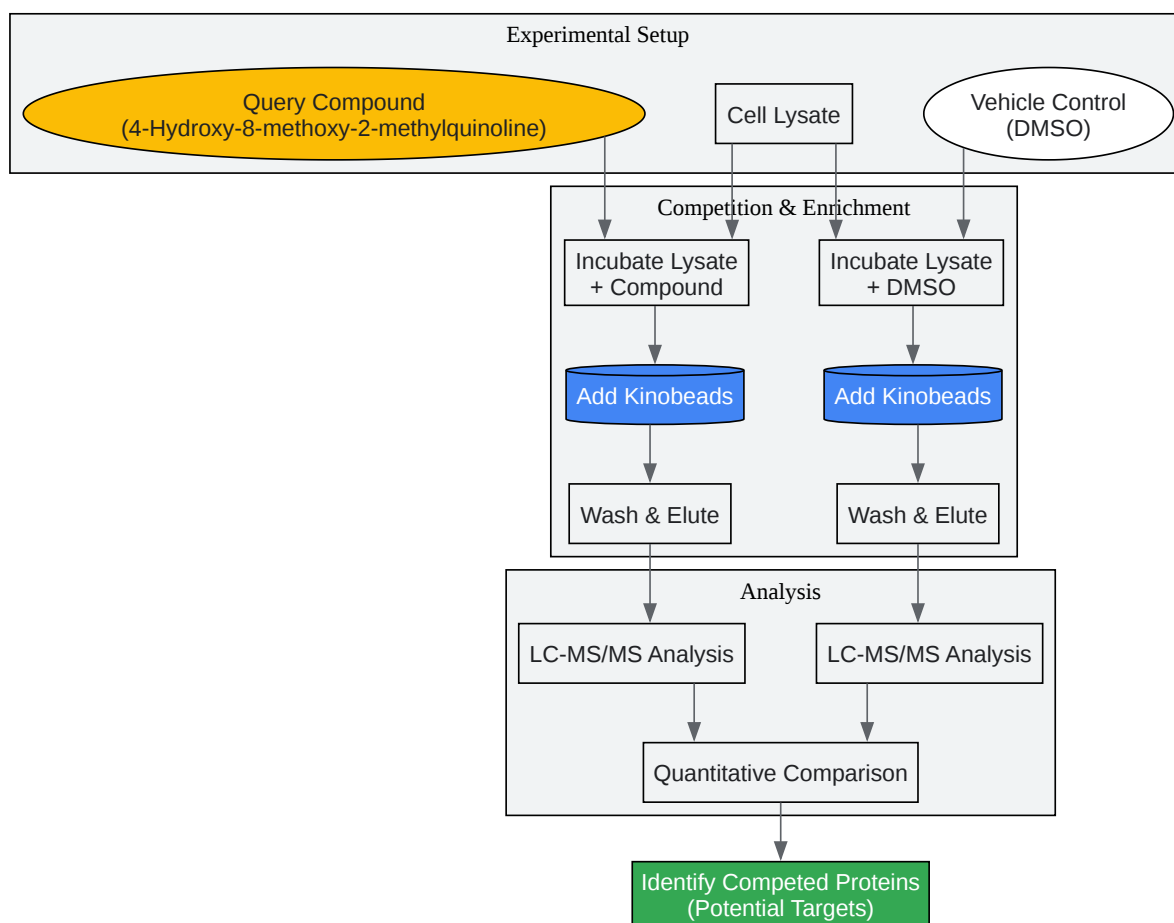 Experimental Setup
Query Compound
(4-Hydroxy-8-methoxy-2-methylquinoline)
Cell Lysate
Vehicle Control
(DMSO)
Competition & Enrichment
Incubate Lysate
+ Compound
Incubate Lysate
+ DMSO
Add Kinobeads
Add Kinobeads
Wash & Elute
Wash & Elute
Analysis
LC-MS/MS Analysis
LC-MS/MS Analysis
Quantitative Comparison
Identify Competed Proteins
(Potential Targets)